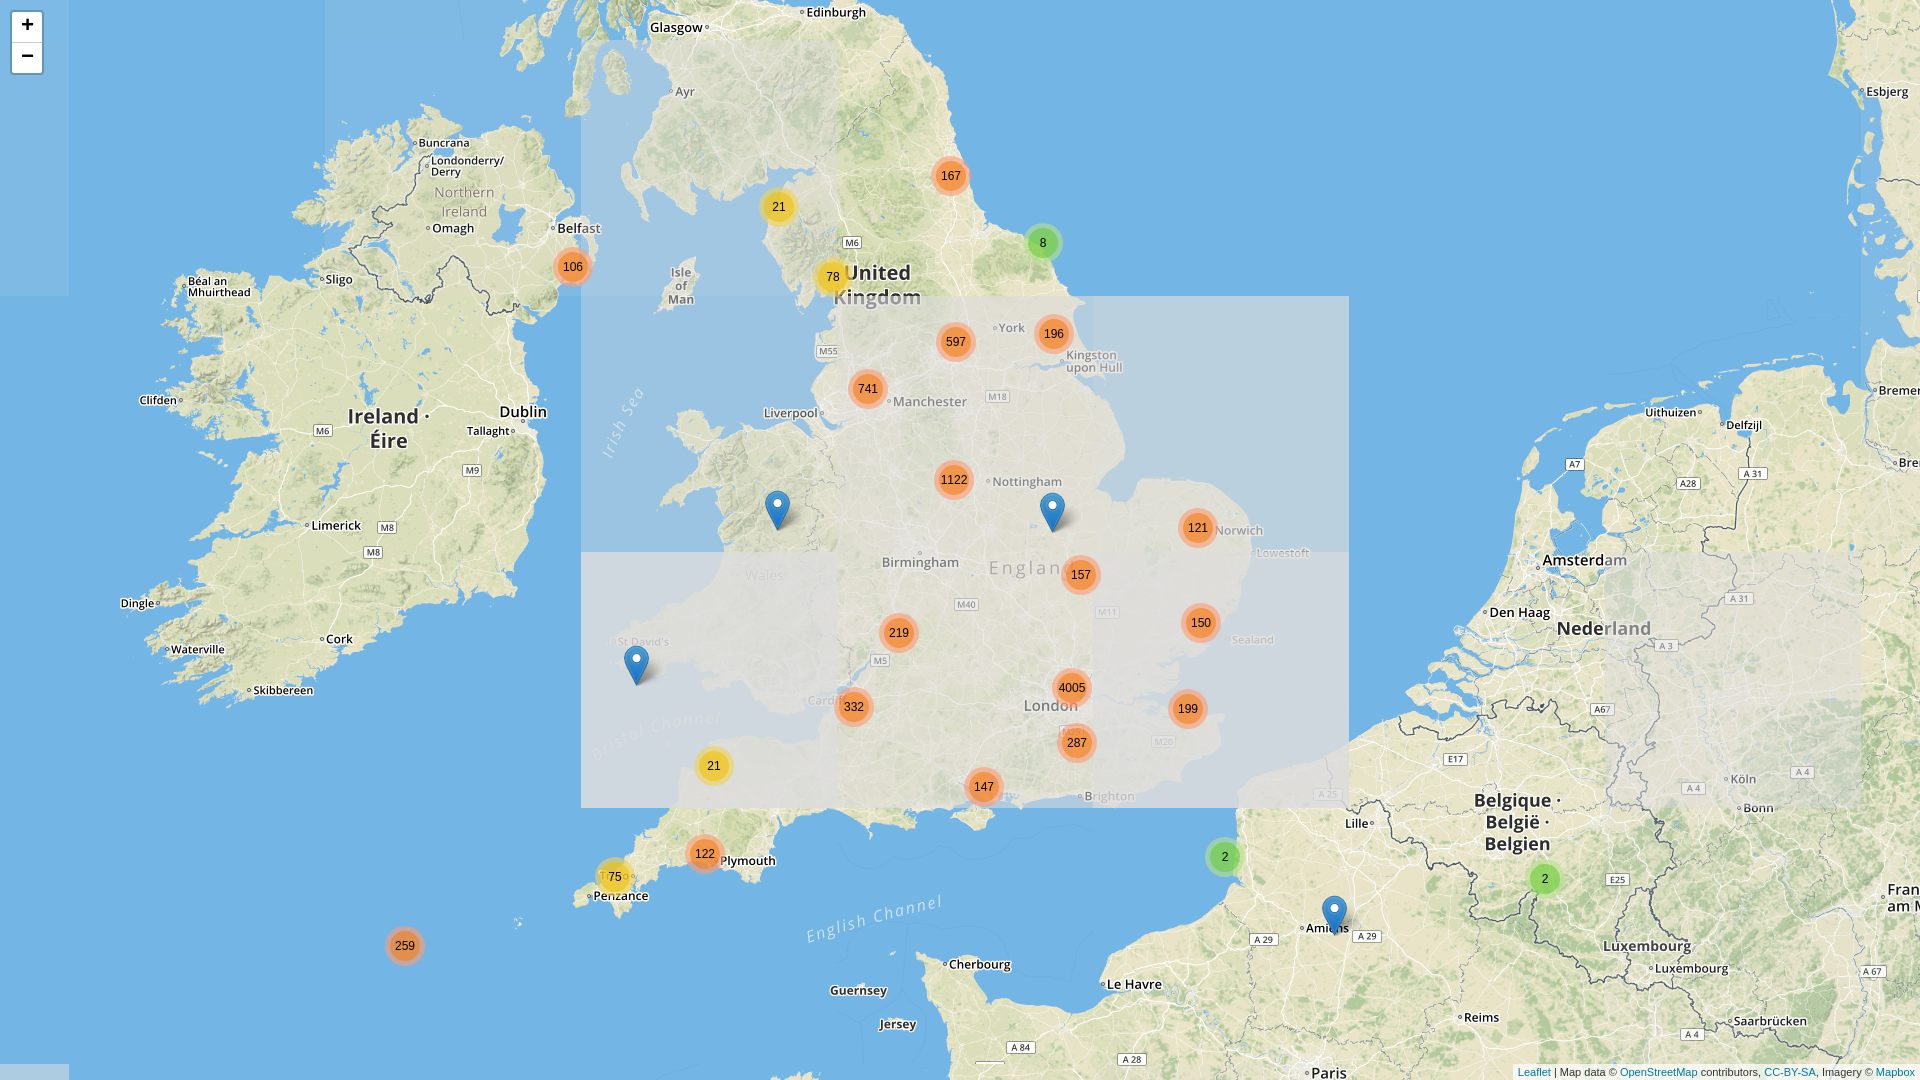 +
−
Edinburgh
Glasgow
Ayr
Esbjerg
Buncrana
Londonderry/
Derry
167
Northern
Ireland
21
Omagh
Belfast
M6
8
106
Isle
of
Man
78
United
Kingdom
Sligo
Béal an
Mhuirthead
York
196
597
M55
Kingston
upon Hull
741
M18
Bremer
Clifden
Manchester
Liverpool
Dublin
Uithuizen
Ireland ·
Éire
Irish Sea
Tallaght
M6
Delfzijl
M9
A7
Bre
A 31
1122
Nottingham
A28
Limerick
M8
121
Norwich
M8
Lowestoft
Birmingham
Amsterdam
England
157
Wales
A 31
Dingle
M40
M11
Den Haag
150
219
Nederland
Cork
St David's
Sealand
Waterville
M5
A 3
4005
Skibbereen
Cardiff
332
London
199
A67
Bristol Channel
287
M20
E17
21
Köln
A 4
147
Brighton
A 25
A 4
Belgique ·
België ·
Belgien
Bonn
Lille
122
Plymouth
2
75
2
E25
Penzance
Fran
am M
English Channel
Amiens
A 29
A 29
259
Luxembourg
Cherbourg
Luxembourg
A 67
Le Havre
Guernsey
Reims
Jersey
Saarbrücken
A 4
A 84
A 28
Paris
Leaflet | Map data © OpenStreetMap contributors, CC-BY-SA, Imagery © Mapbox